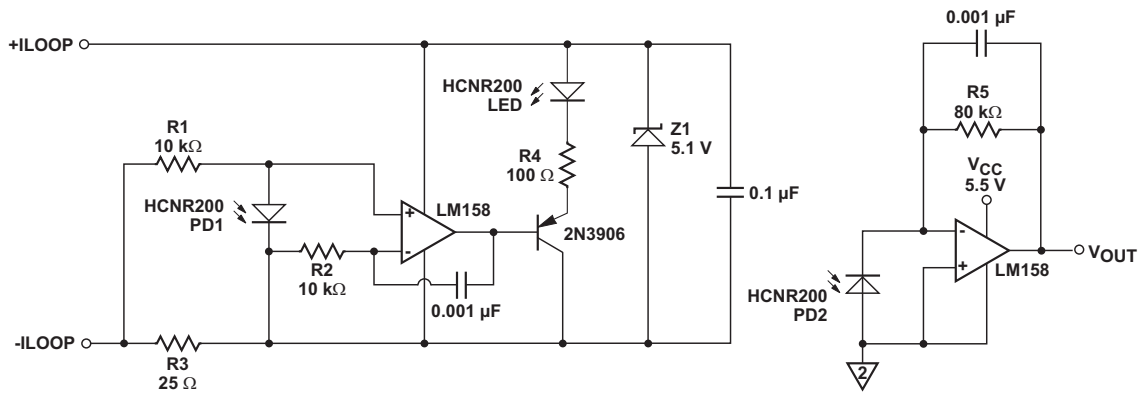 0.001 µF
+ILOOP
HCNR200
LED
R5
80 kΩ
R1
10 kΩ
Z1
5.1 V
R4
100 Ω
VCC
5.5 V
HCNR200
PD1
LM158
0.1 µF
+
-
2N3906
-
+
VOUT
LM158
R2
10 kΩ
0.001 µF
HCNR200
PD2
-ILOOP
R3
25 Ω
2